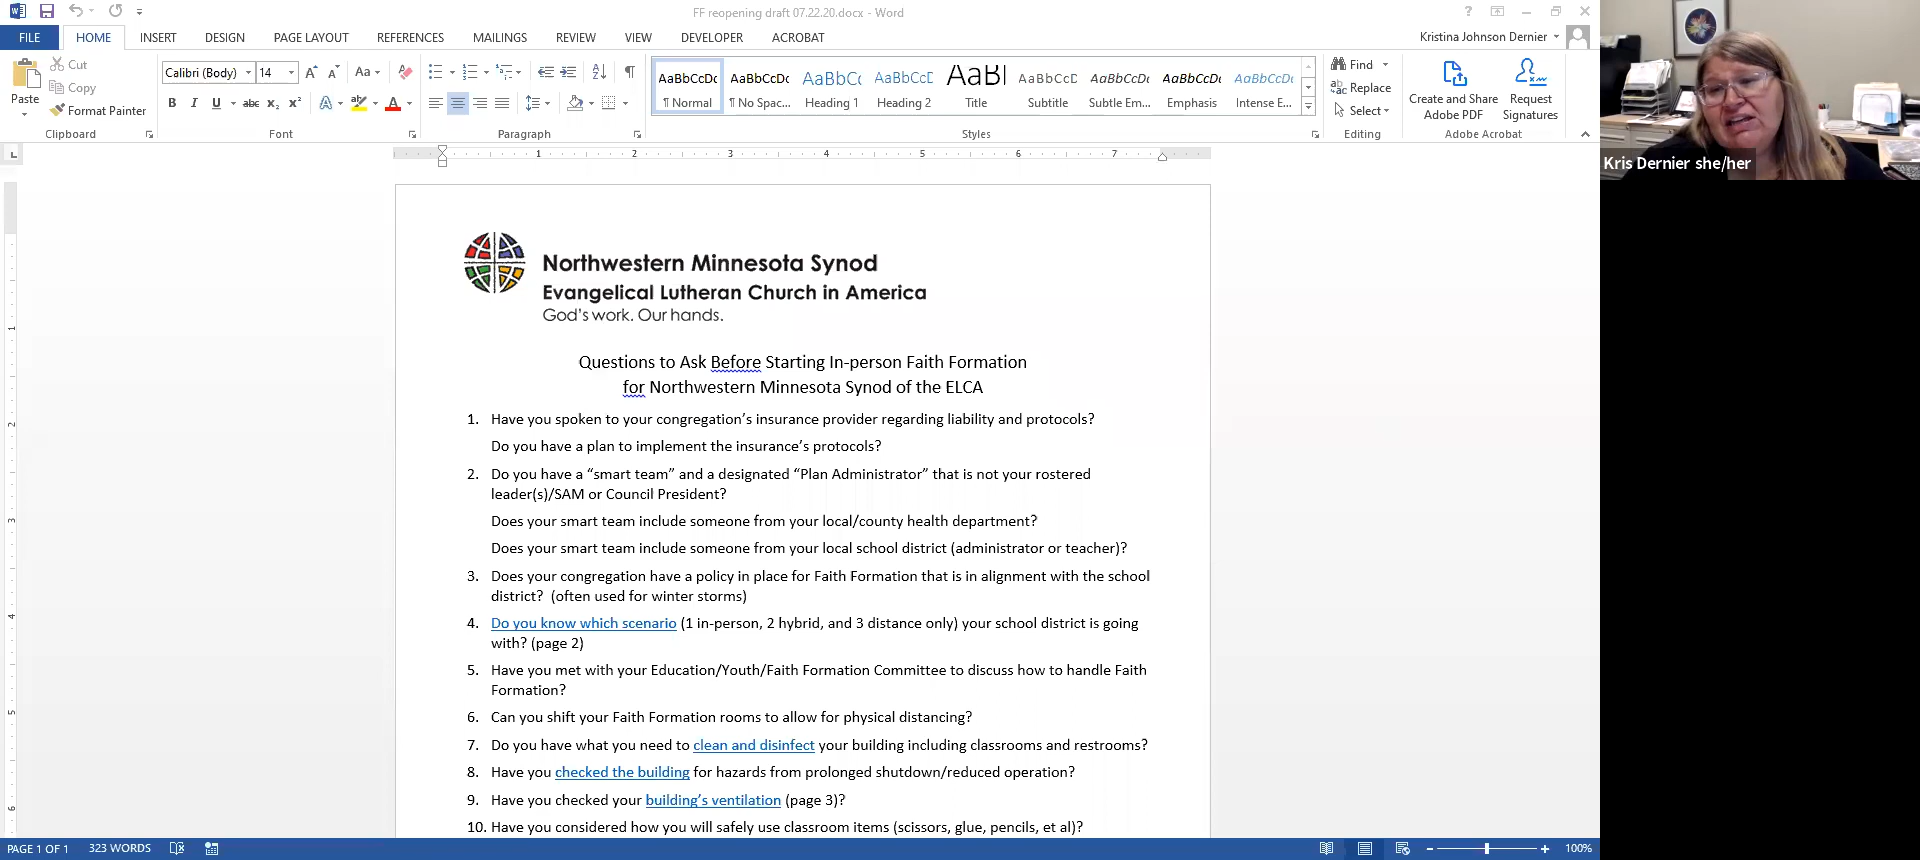 FF reopening draft 07.22.20.docx - Word
?
FILE
HOME
INSERT
DESIGN
PAGE LAYOUT
REFERENCES
MAILINGS
REVIEW
VIEW
DEVELOPER
ACROBAT
Kristina Johnson Dernier
Paste
Cut
Copy
Format Painter
Clipboard
Calibri (Body)
14
Font
Paragraph
AaBbCcDc
¶ Normal
AaBbCcDc
¶ No Spac...
AaBbCc
Heading 1
AaBbCcD
Heading 2
AaBb
Title
AaBbCcD
Subtitle
AaBbCcDc
Subtle Em...
AaBbCcDc
Emphasis
AaBbCcDc
Intense E...
Styles
Find
Replace
Select
Editing
Create and Share
Adobe PDF
Request
Signatures
Adobe Acrobat
Kris Dernier she/her
1 2 3 4 5 6 7
Northwestern Minnesota Synod
Evangelical Lutheran Church in America
God's work. Our hands.
Questions to Ask Before Starting In-person Faith Formation
for Northwestern Minnesota Synod of the ELCA
1. Have you spoken to your congregation’s insurance provider regarding liability and protocols?
Do you have a plan to implement the insurance’s protocols?
2. Do you have a “smart team” and a designated “Plan Administrator” that is not your rostered
leader(s)/SAM or Council President?
Does your smart team include someone from your local/county health department?
Does your smart team include someone from your local school district (administrator or teacher)?
3. Does your congregation have a policy in place for Faith Formation that is in alignment with the school
district? (often used for winter storms)
4. Do you know which scenario (1 in-person, 2 hybrid, and 3 distance only) your school district is going
with? (page 2)
5. Have you met with your Education/Youth/Faith Formation Committee to discuss how to handle Faith
Formation?
6. Can you shift your Faith Formation rooms to allow for physical distancing?
7. Do you have what you need to clean and disinfect your building including classrooms and restrooms?
8. Have you checked the building for hazards from prolonged shutdown/reduced operation?
9. Have you checked your building’s ventilation (page 3)?
10. Have you considered how you will safely use classroom items (scissors, glue, pencils, et al)?
PAGE 1 OF 1
323 WORDS
100%